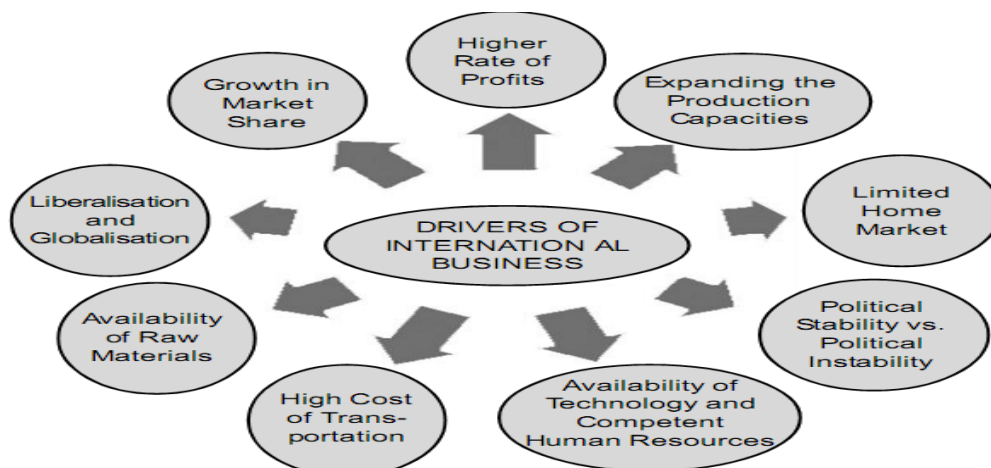 Higher
Rate of
Profits
Expanding the
Production
Capacities
Limited
Home
Market
Political
Stability vs.
Political
Instability
Availability of
Technology and
Competent
Human Resources
High Cost
of Trans-
portation
Availability
of Raw
Materials
Liberalisation
and
Globalisation
Growth in
Market
Share
DRIVERS OF
INTERNATION AL
BUSINESS